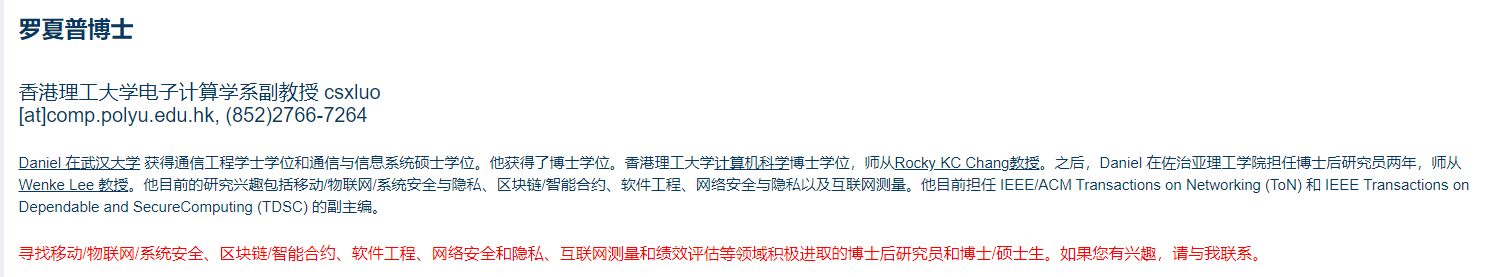 罗夏普博士
香港理工大学电子计算学系副教授 csxluo
[at]comp.polyu.edu.hk, (852)2766-7264
Daniel 在武汉大学 获得通信工程学士学位和通信与信息系统硕士学位。他获得了博士学位。香港理工大学计算机科学博士学位，师从Rocky KC Chang教授。之后，Daniel 在佐治亚理工学院担任博士后研究员两年，师从
Wenke Lee 教授。他目前的研究兴趣包括移动/物联网/系统安全与隐私、区块链/智能合约、软件工程、网络安全与隐私以及互联网测量。他目前担任 IEEE/ACM Transactions on Networking (ToN) 和 IEEE Transactions on
Dependable and SecureComputing (TDSC) 的副主编。
寻找移动/物联网/系统安全、区块链/智能合约、软件工程、网络安全和隐私、互联网测量和绩效评估等领域积极进取的博士后研究员和博士/硕士生。如果您有兴趣，请与我联系。